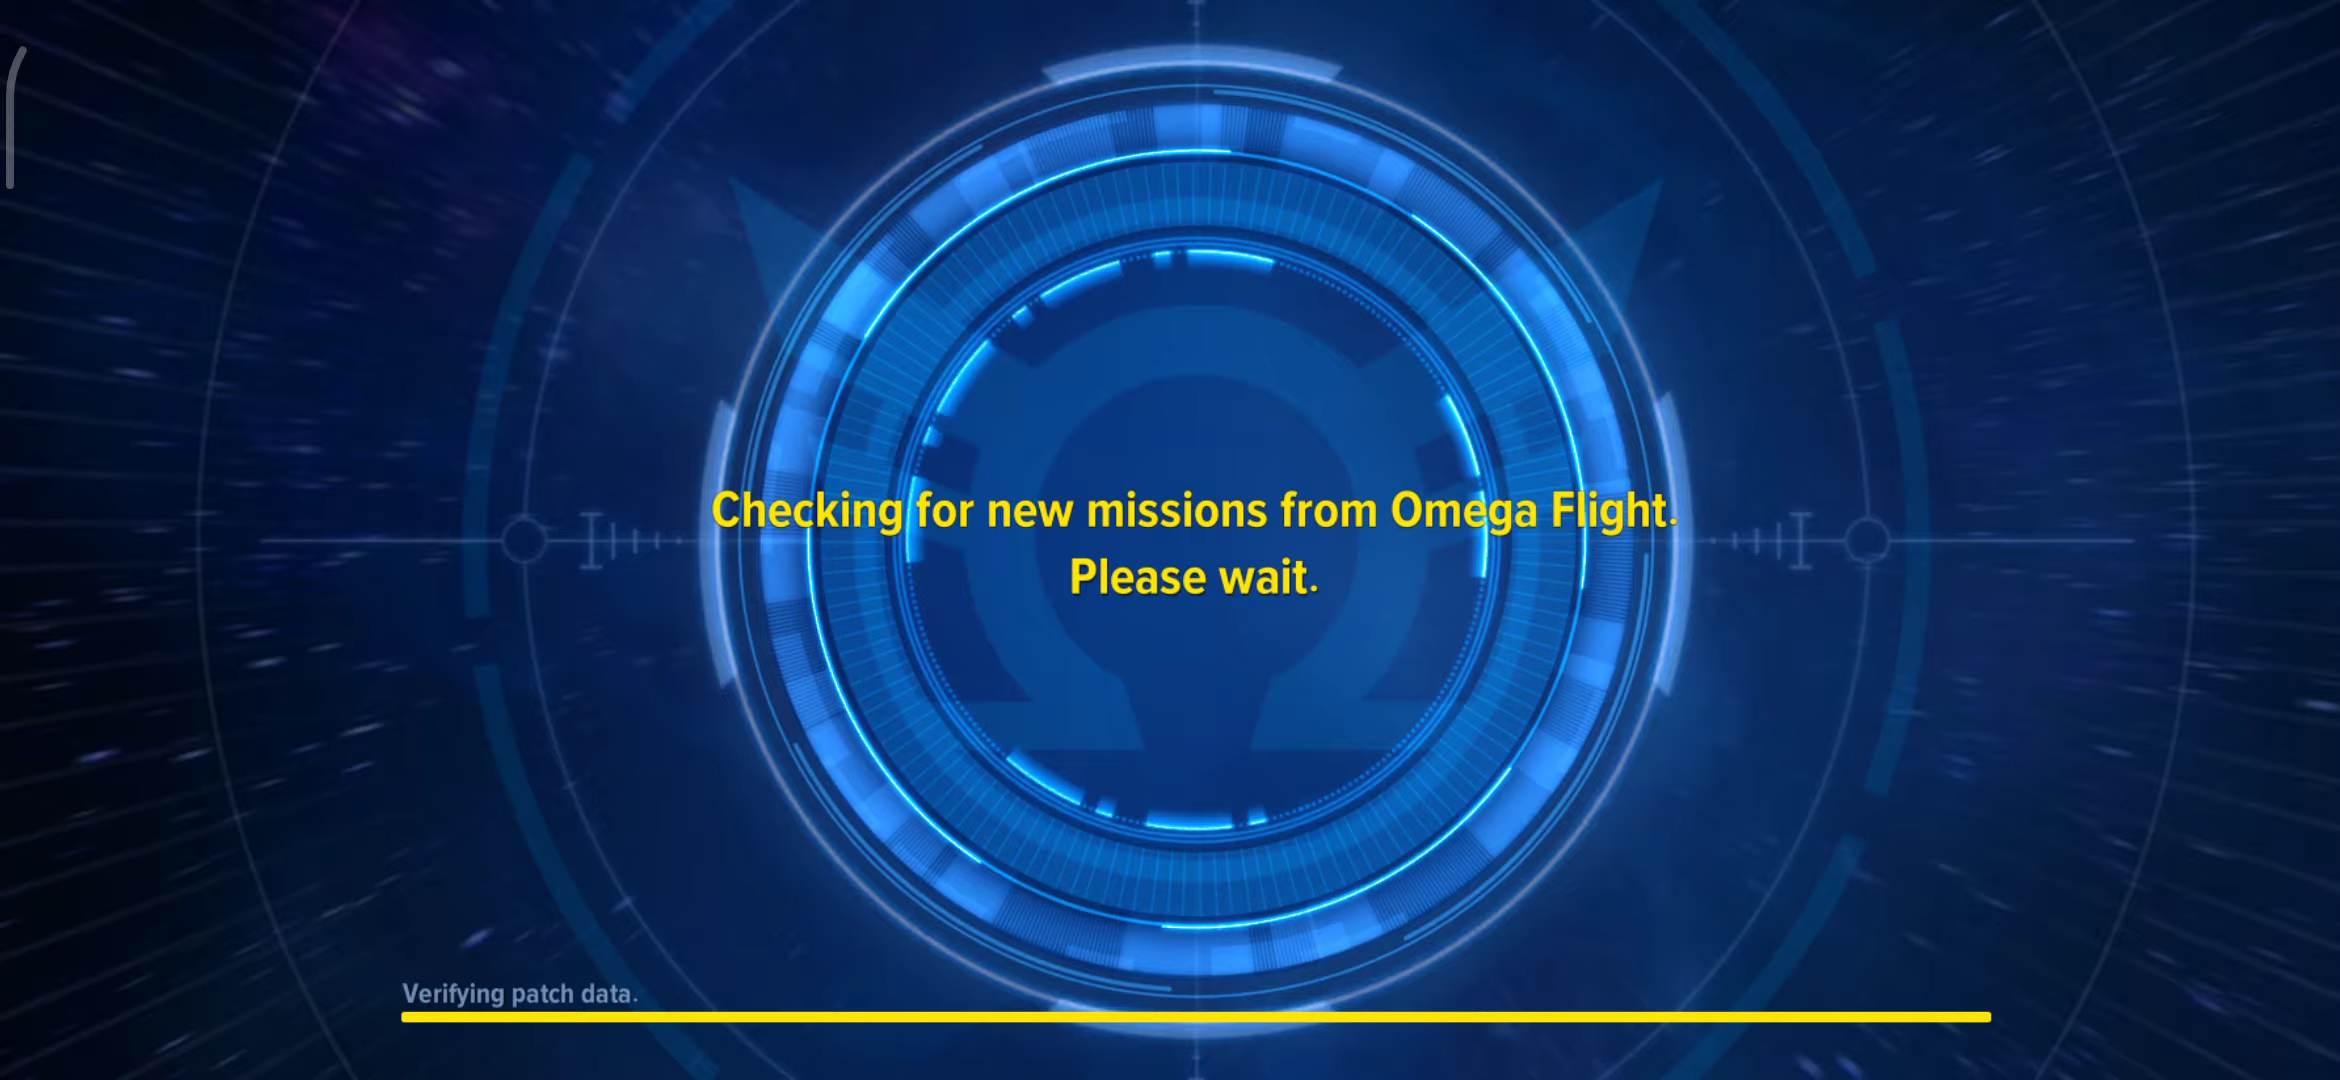 Checking for new missions from Omega Flight.
Please wait.
Verifying patch data.